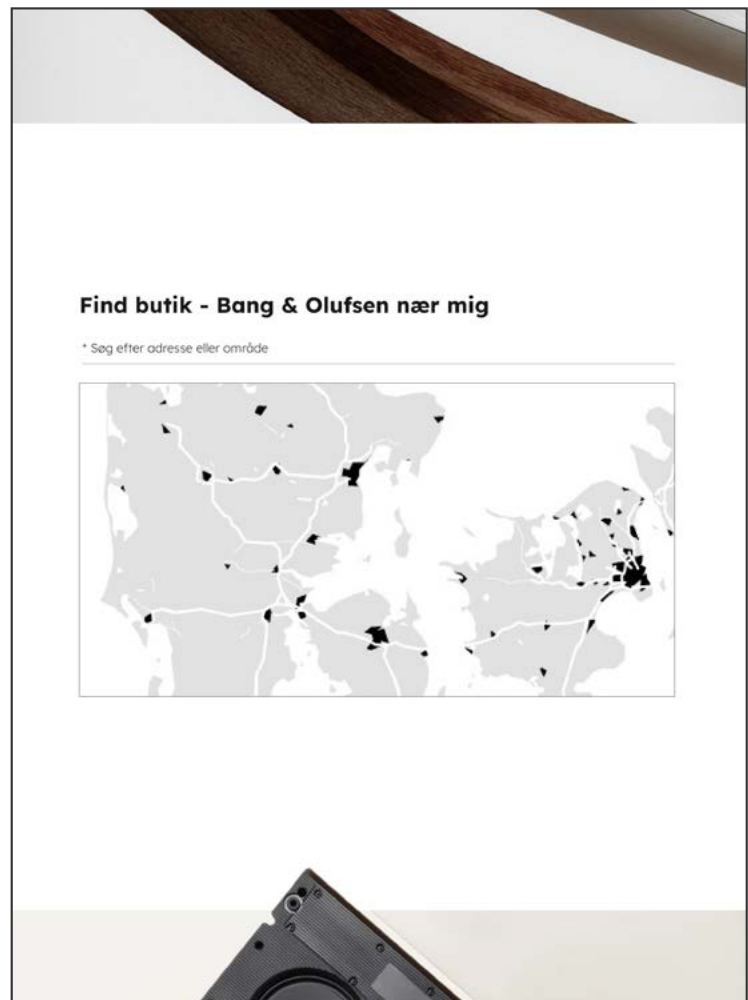 Find butik - Bang & Olufsen nær mig
* Søg efter adresse eller område